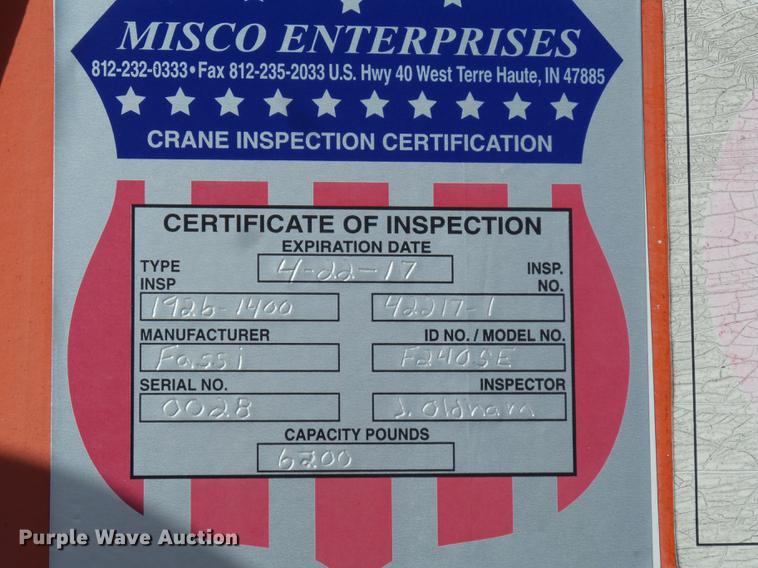 MISCO ENTERPRISES
812-232-0333•Fax 812-235-2033 U.S. Hwy 40 West Terre Haute, IN 47885
CRANE INSPECTION CERTIFICATION
CERTIFICATE OF INSPECTION
EXPIRATION DATE
4-22-17
TYPE INSP
1926-1400
INSP. NO.
42217-1
MANUFACTURER
Fassi
ID NO. / MODEL NO.
F240SE
SERIAL NO.
0028
INSPECTOR
J. Oldham
CAPACITY POUNDS
6200
Purple Wave Auction